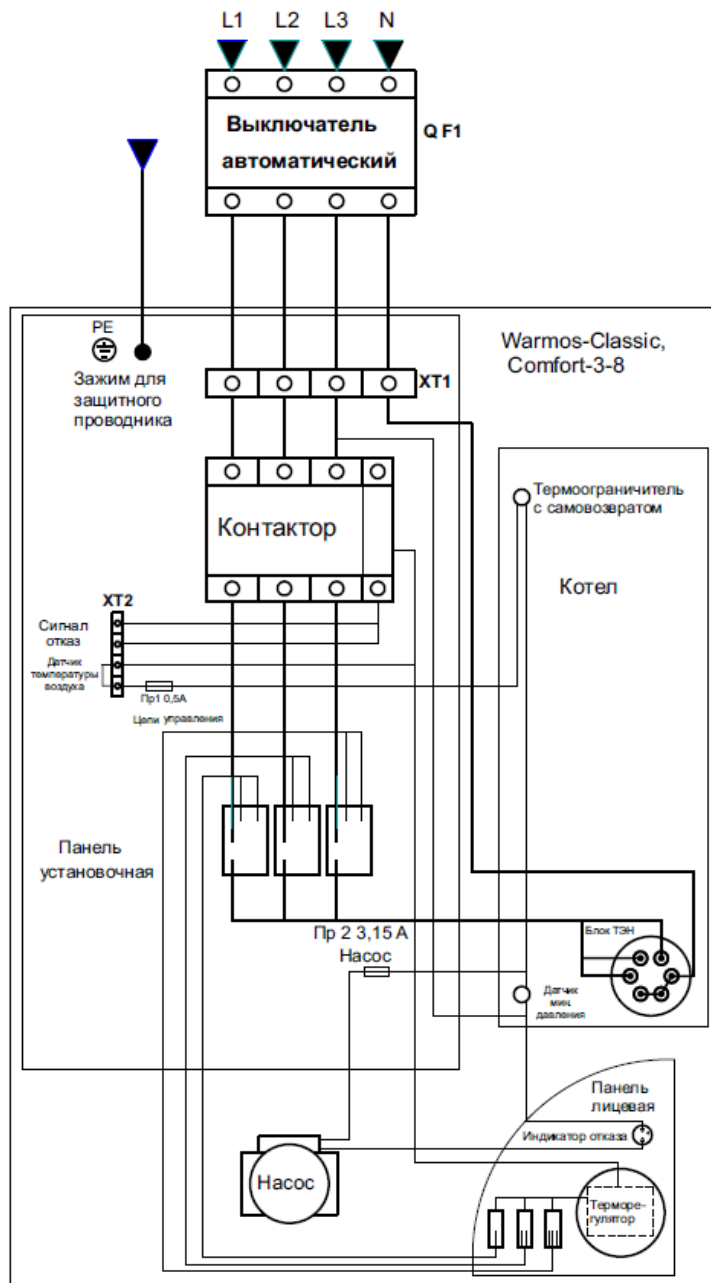 L1 L2 L3 N
Выключатель
автоматический
Q F1
PE
Зажим для
защитного
проводника
XT1
Warmos-Classic,
Comfort-3-8
Термоограничитель
с самовозвратом
Контактор
Котел
XT2
Сигнал
отказ
Датчик
температуры
воздуха
Пр1 0,5А
Цепи управления
Панель
установочная
Пр 2 3,15 А
Насос
Блок ТЭН
Датчик
мин.
давления
Панель
лицевая
Индикатор отказа
Насос
Терморе-
гулятор